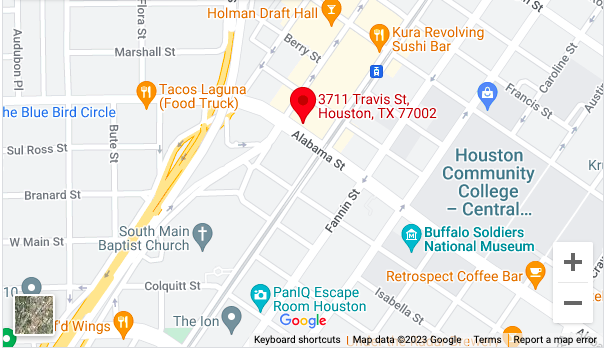 Holman Draft Hall
Flora St
Audubon Pl
Kura Revolving
Sushi Bar
Berry St
Marshall St
Caroline St
Tacos Laguna
(Food Truck)
3711 Travis St,
Houston, TX 77002
Francis St
The Blue Bird Circle
Bute St
Alabama St
Sul Ross St
Houston
Community
College
– Central...
Branard St
Fannin St
South Main
Baptist Church
W Main St
Buffalo Soldiers
National Museum
Retrospect Coffee Bar
Colquitt St
10
PanIQ Escape
Room Houston
Isabella St
f'd Wings
The Ion
Google
Keyboard shortcuts
Map data ©2023 Google
Terms
Report a map error